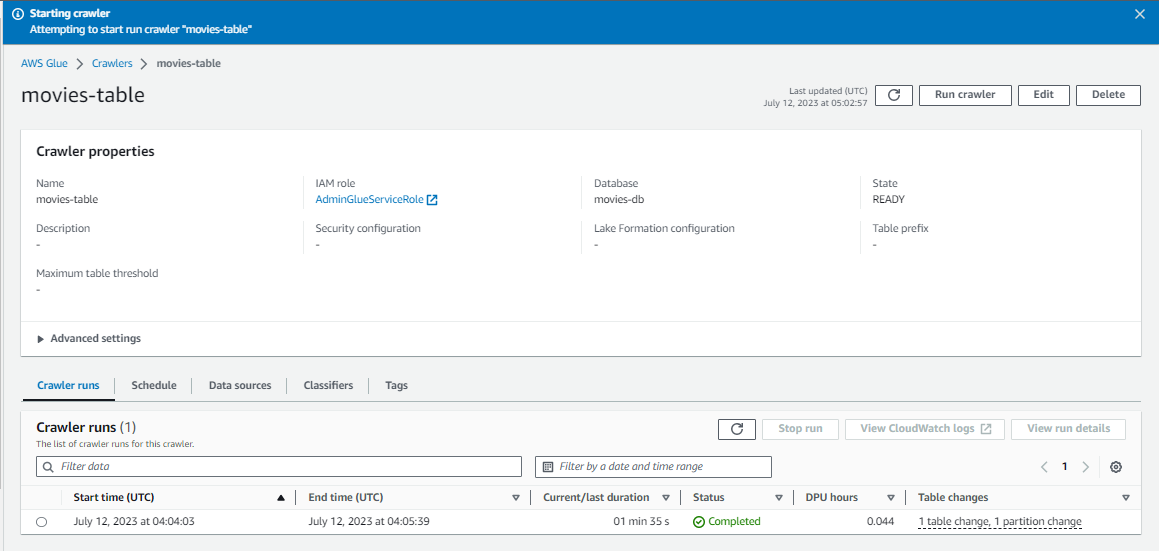 Starting crawler
Attempting to start run crawler "movies-table"
AWS Glue > Crawlers > movies-table
movies-table
Last updated (UTC)
July 12, 2023 at 05:02:57
Run crawler
Edit
Delete
Crawler properties
Name
movies-table
IAM role
AdminGlueServiceRole
Database
movies-db
State
READY
Description
-
Security configuration
-
Lake Formation configuration
-
Table prefix
-
Maximum table threshold
-
Advanced settings
Crawler runs
Schedule
Data sources
Classifiers
Tags
Crawler runs (1)
The list of crawler runs for this crawler.
Stop run
View CloudWatch logs
View run details
Filter data
Filter by a date and time range
1
Start time (UTC)
End time (UTC)
Current/last duration
Status
DPU hours
Table changes
July 12, 2023 at 04:04:03
July 12, 2023 at 04:05:39
01 min 35 s
Completed
0.044
1 table change, 1 partition change